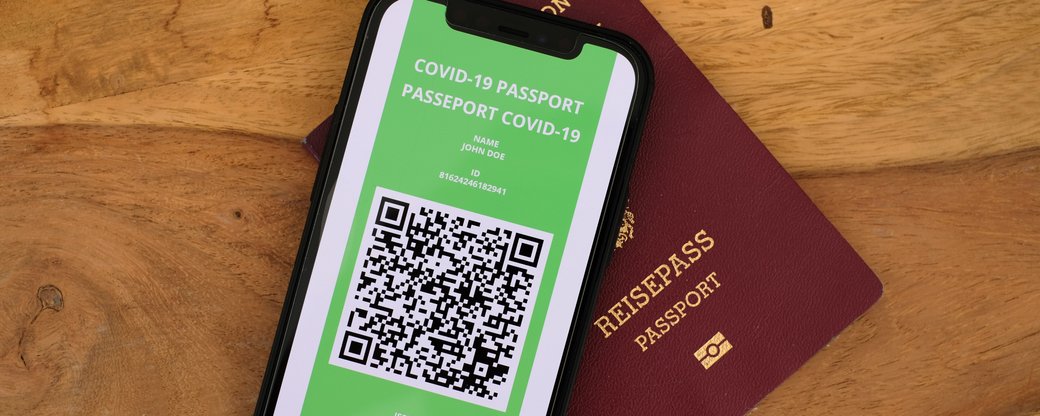 COVID-19 PASSPORT
PASSEPORT COVID-19
NAME
JOHN DOE
ID
81624246182941
REISEPASS
PASSPORT